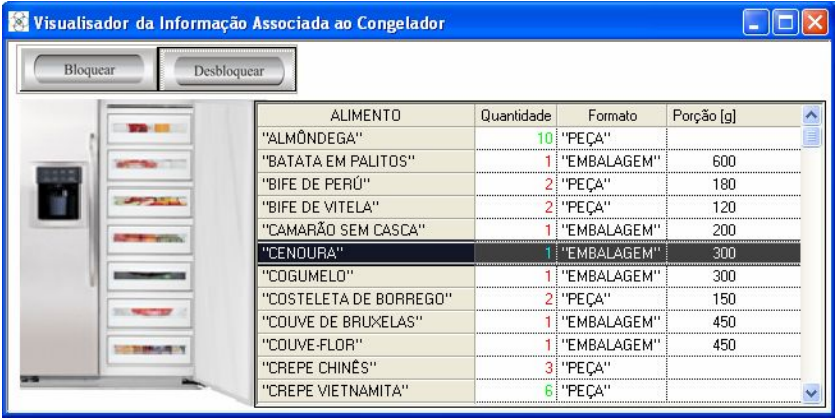 Visualisador da Informação Associada ao Congelador
Bloquear Desbloquear
ALIMENTO Quantidade Formato Porção [g]
"ALMÔNDEGA" 10 "PEÇA"
"BATATA EM PALITOS" 1 "EMBALAGEM" 600
"BIFE DE PERÚ" 2 "PEÇA" 180
"BIFE DE VITELA" 2 "PEÇA" 120
"CAMARÃO SEM CASCA" 1 "EMBALAGEM" 200
"CENOURA" 1 "EMBALAGEM" 300
"COGUMELO" 1 "EMBALAGEM" 300
"COSTELETA DE BORREGO" 2 "PEÇA" 150
"COUVE DE BRUXELAS" 1 "EMBALAGEM" 450
"COUVE-FLOR" 1 "EMBALAGEM" 450
"CREPE CHINÊS" 3 "PEÇA"
"CREPE VIETNAMITA" 6 "PEÇA"